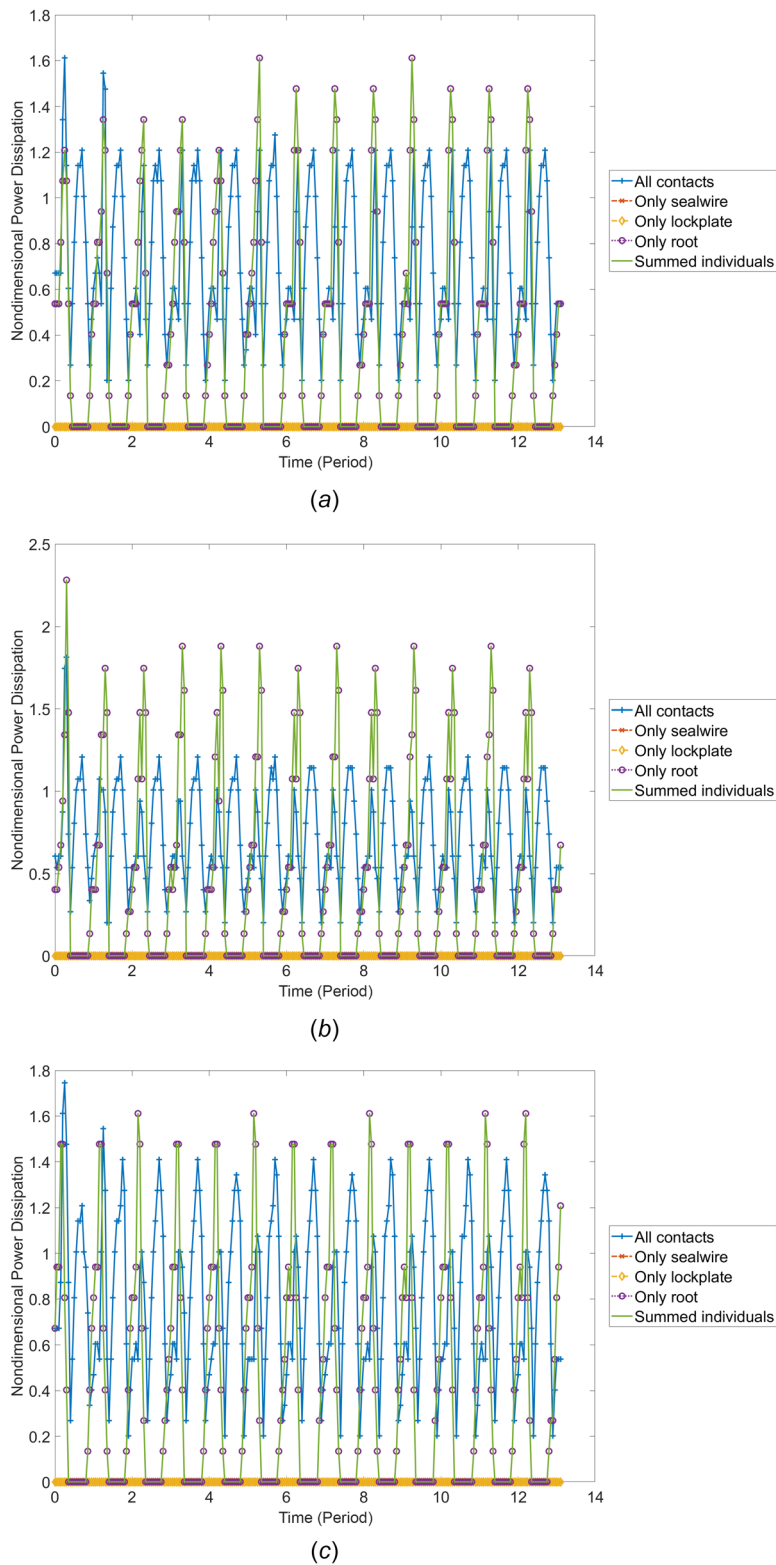 1.8
1.6
1.4
1.2
1
0.8
0.6
0.4
0.2
0
Nondimensional Power Dissipation
0 2 4 6 8 10 12 14
Time (Period)
All contacts
Only sealwire
Only lockplate
Only root
Summed individuals
(a)
2.5
2
1.5
1
0.5
0
Nondimensional Power Dissipation
0 2 4 6 8 10 12 14
Time (Period)
All contacts
Only sealwire
Only lockplate
Only root
Summed individuals
(b)
1.8
1.6
1.4
1.2
1
0.8
0.6
0.4
0.2
0
Nondimensional Power Dissipation
0 2 4 6 8 10 12 14
Time (Period)
All contacts
Only sealwire
Only lockplate
Only root
Summed individuals
(c)